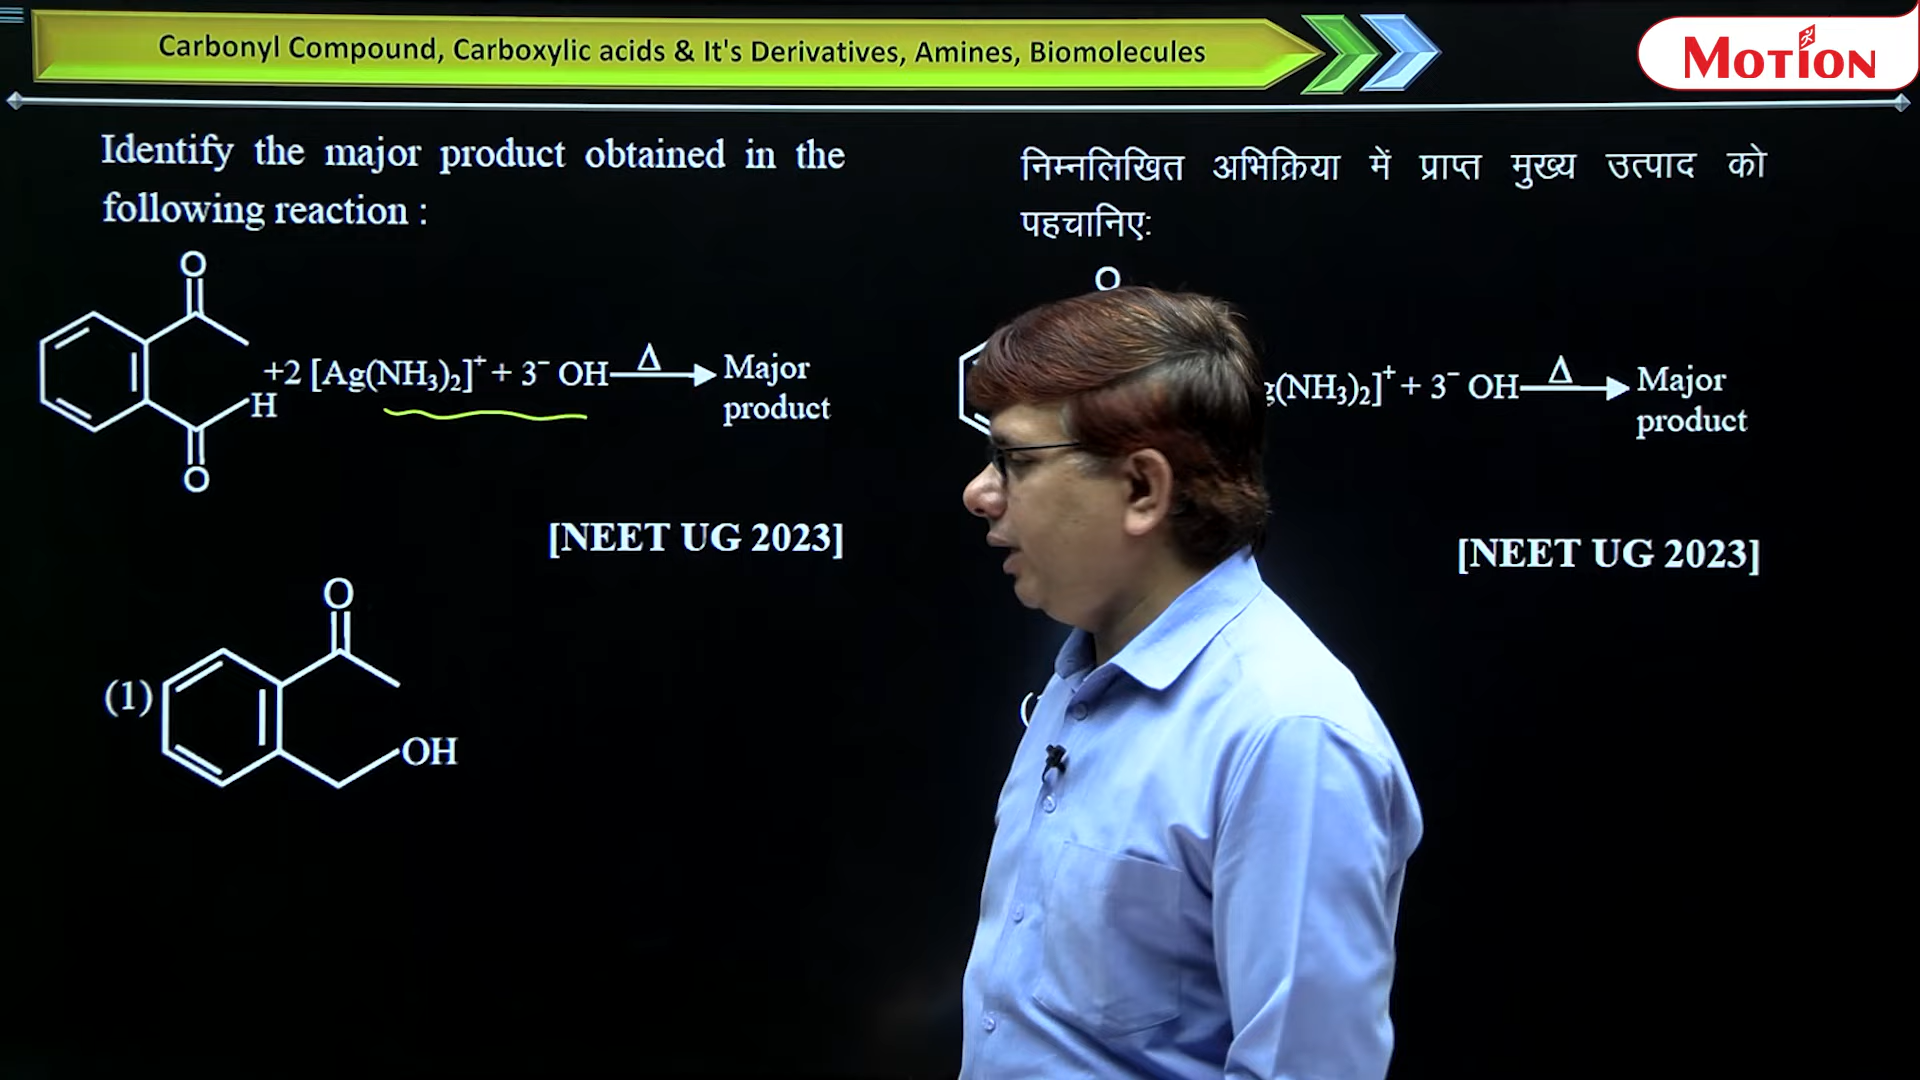 Carbonyl Compound, Carboxylic acids & It's Derivatives, Amines, Biomolecules
MOTION
Identify the major product obtained in the
following reaction :
O
H
O
+2 [Ag(NH₃)₂]⁺ + 3⁻ OH
Δ
Major
product
[NEET UG 2023]
(1)
O
OH
निम्नलिखित अभिक्रिया में प्राप्त मुख्य उत्पाद को
पहचानिए:
O
g(NH₃)₂]⁺ + 3⁻ OH
Δ
Major
product
[NEET UG 2023]